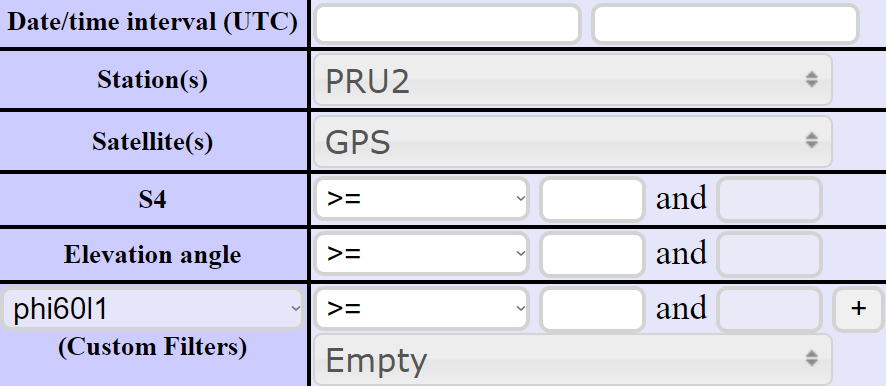 Date/time interval (UTC)
Station(s) PRU2
Satellite(s) GPS
S4 >= and
Elevation angle >= and
phi60l1 >= and +
(Custom Filters) Empty